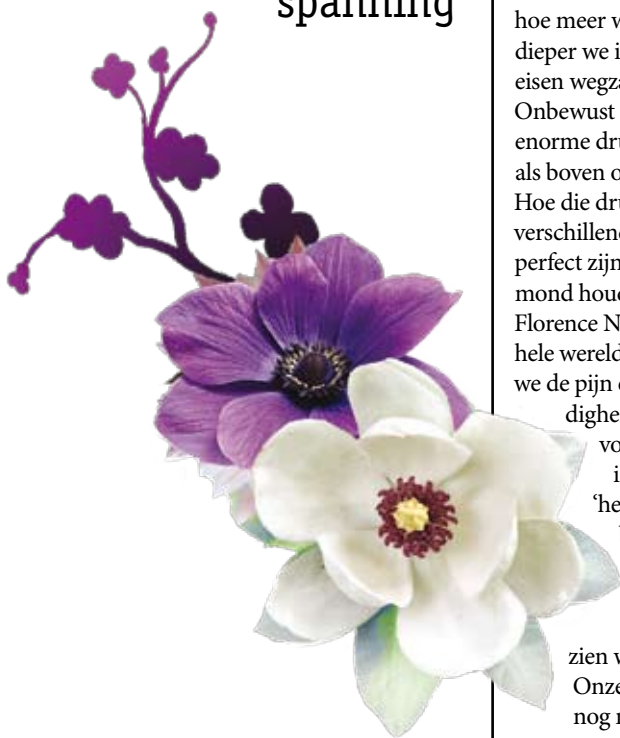 spanning
hoe meer w
dieper we i
eisen wegza
Onbewust
enorme dru
als boven o
Hoe die dru
verschillend
perfect zijn
mond houd
Florence N
hele wereld
we de pijn
dighe
vo
i
‘he
zien v
Onze
nog n